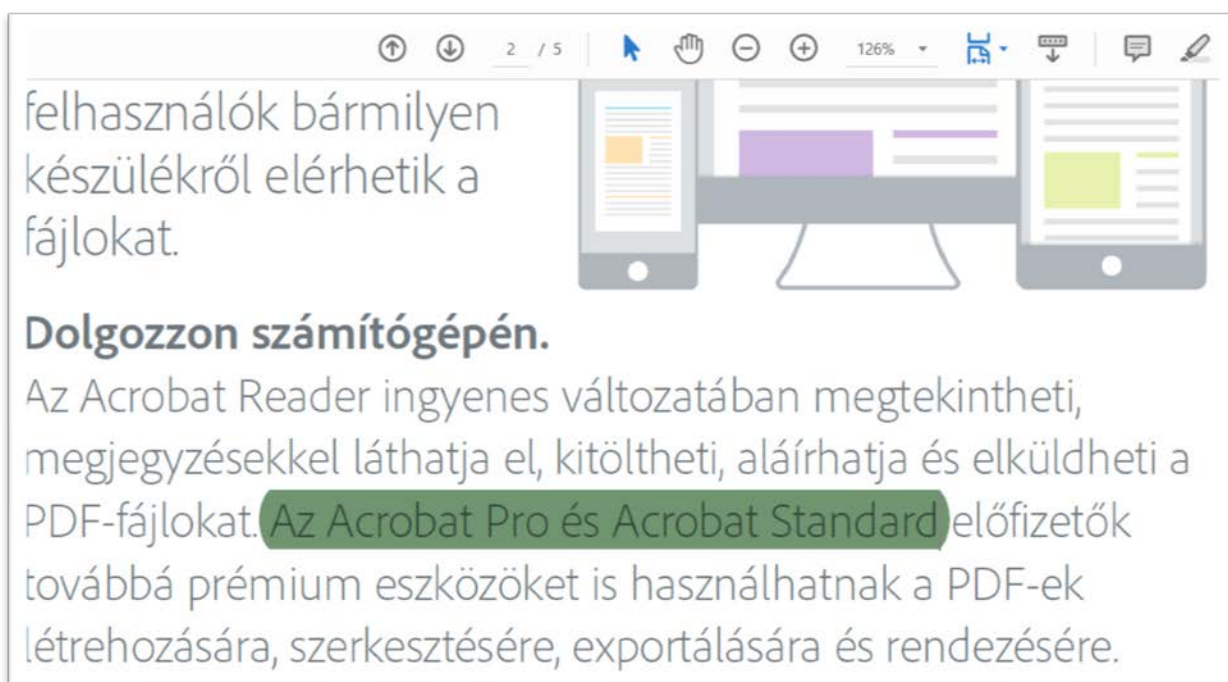 2 / 5
126%
felhasználók bármilyen
készülékről elérhetik a
fájlokat.
Dolgozzon számítógépén.
Az Acrobat Reader ingyenes változatában megtekintheti,
megjegyzésekkel láthatja el, kitöltheti, aláírhatja és elküldheti a
PDF-fájlokat. Az Acrobat Pro és Acrobat Standard előfizetők
továbbá prémium eszközöket is használhatnak a PDF-ek
létrehozására, szerkesztésére, exportálására és rendezésére.